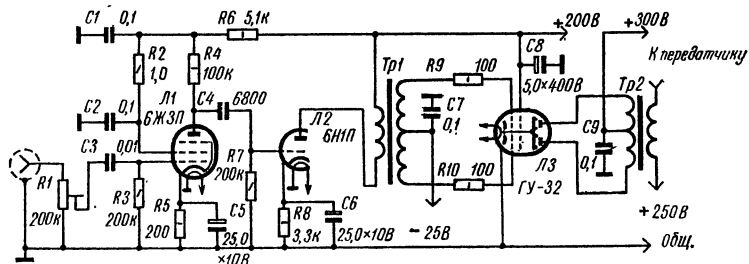 C1
0,1
R6 5,1к
+200В
+300В
К передатчику
R2
1,0
R4
100к
C8
5,0×400В
Тр1
R9
100
Тр2
C2
0,1
Л1
6Ж3П
C4
6800
Л2
6Н1П
C7
0,1
C9
0,1
C3
0,01
R7
200к
R10
100
Л3
ГУ-32
R1
200к
R3
200к
R5
200
C5
25,0
×10В
R8
3,3к
C6
25,0×10В
-25В
+250В
Общ.